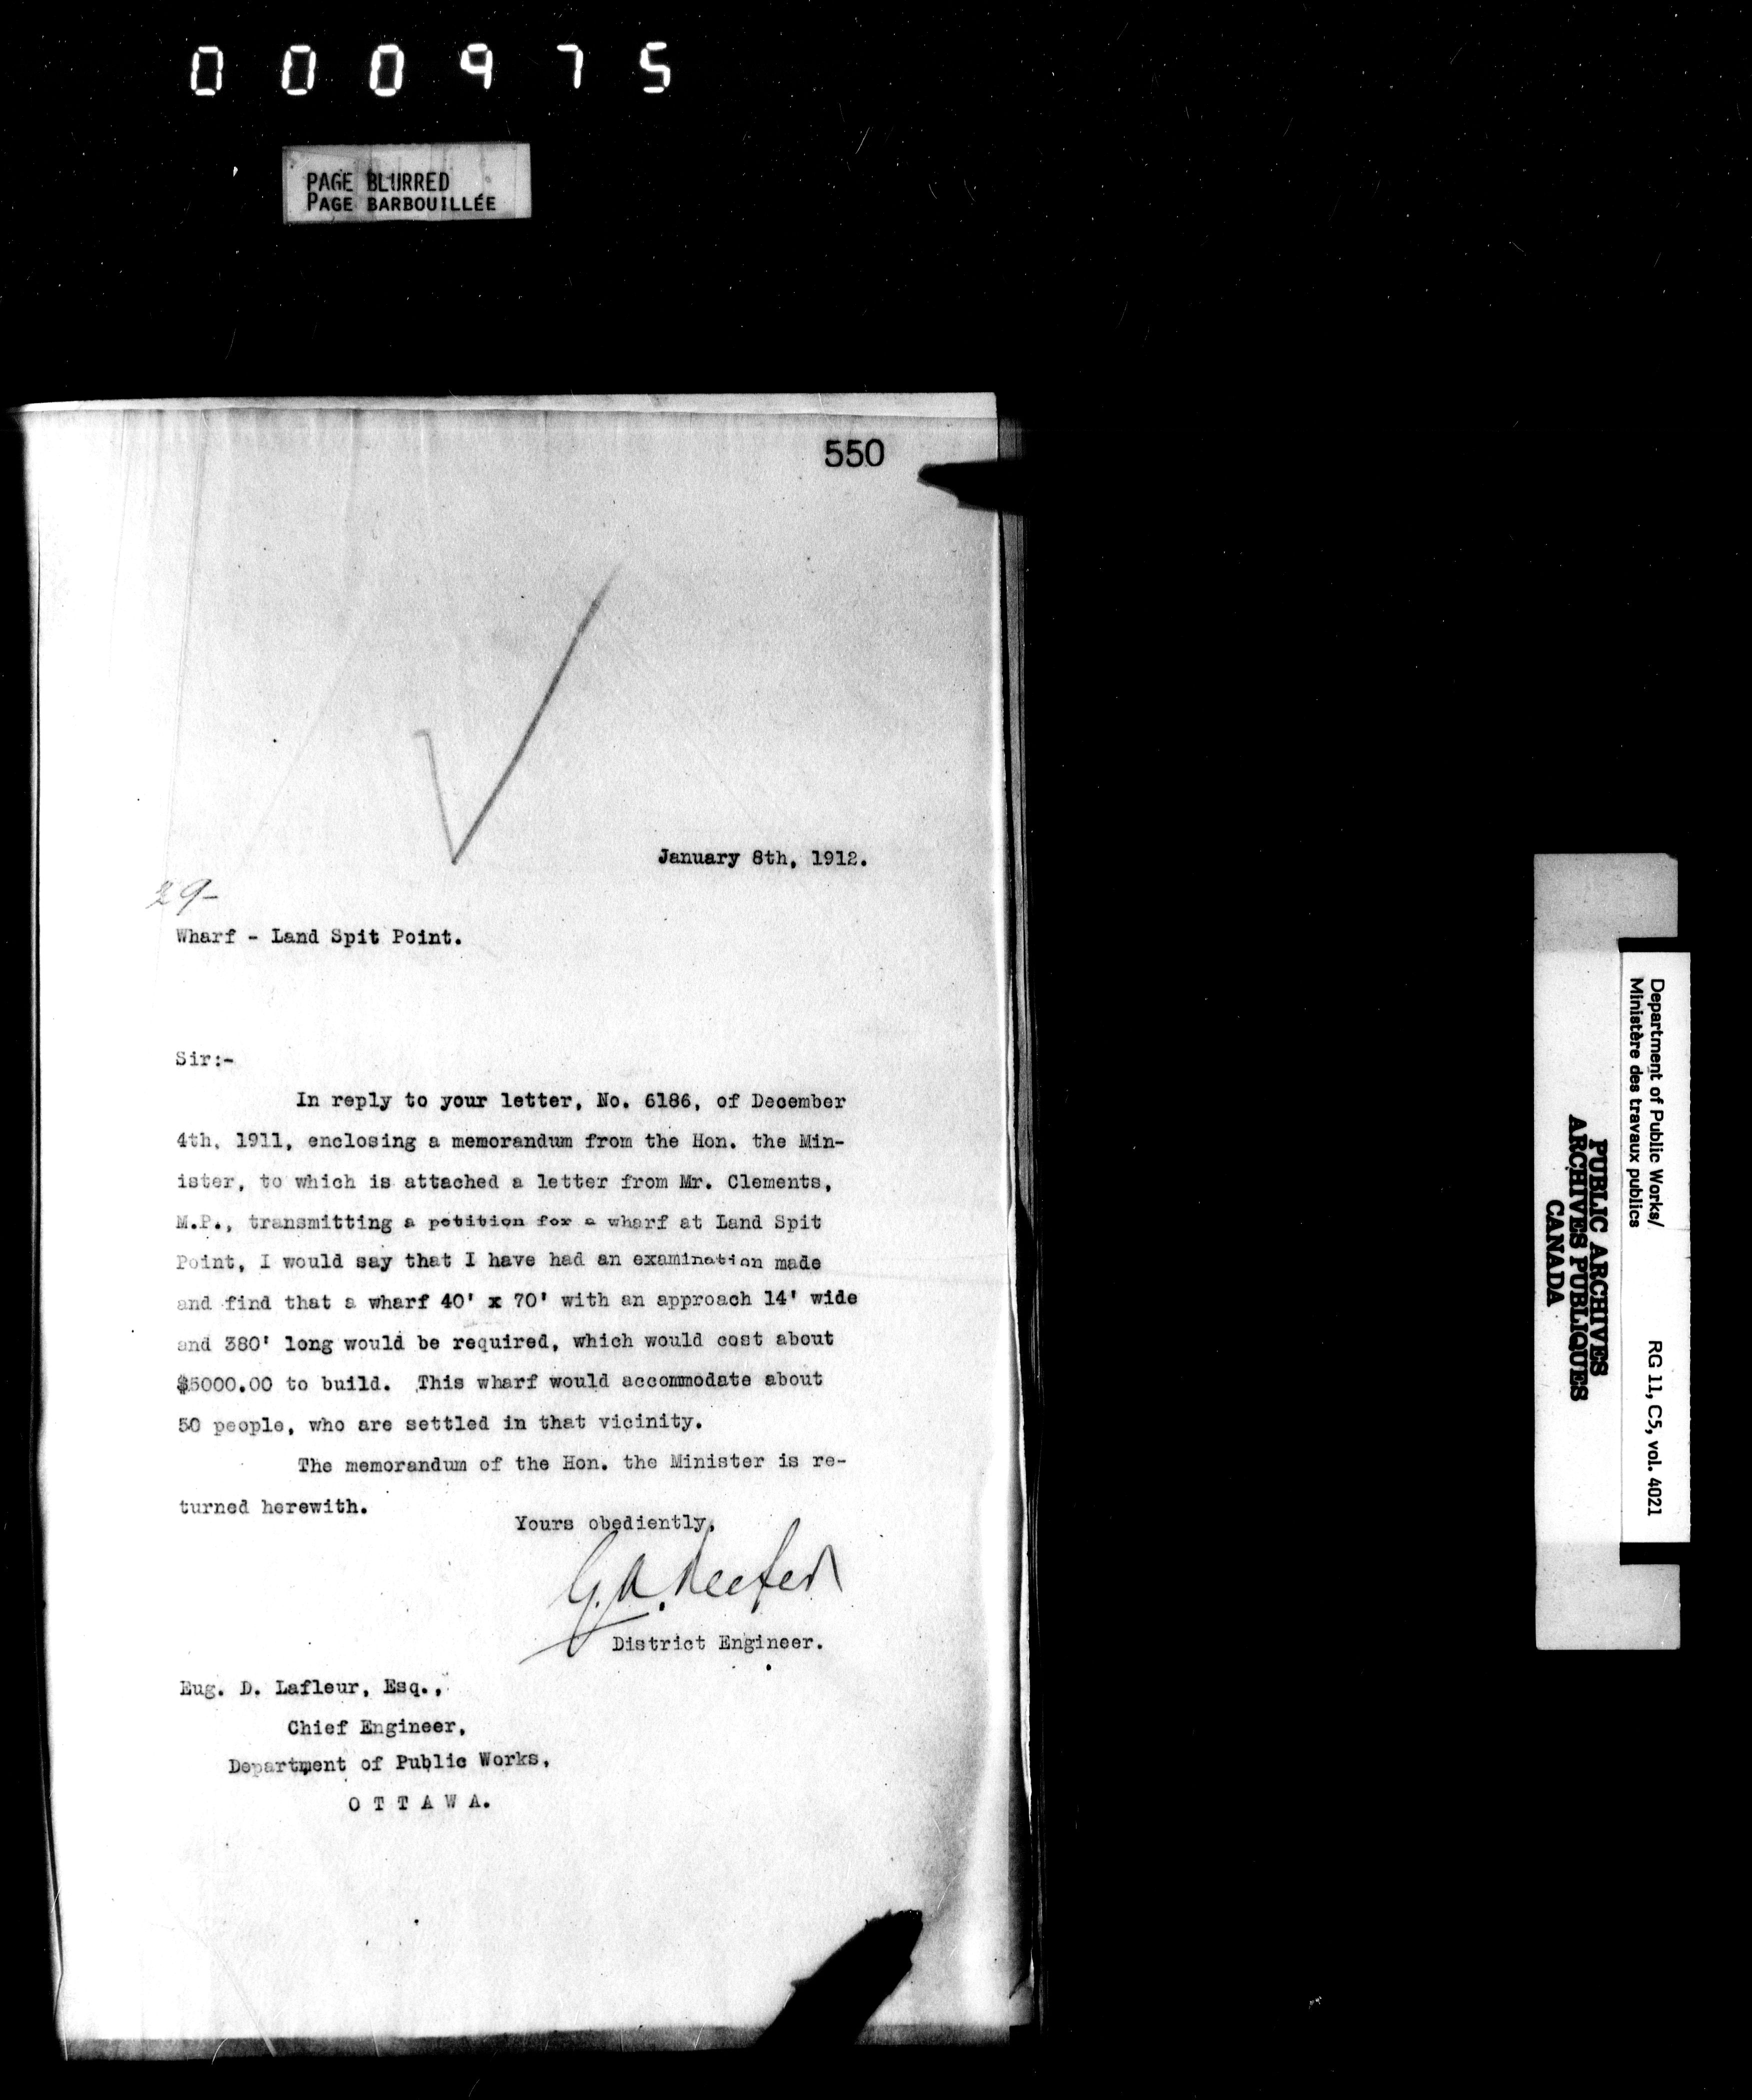 000975
PAGE BLURRED
PAGE BARBOUILLÉE
550
January 8th, 1912.
29-
Wharf - Land Spit Point.
Sir:-
In reply to your letter, No. 6186, of December
4th, 1911, enclosing a memorandum from the Hon. the Min-
ister, to which is attached a letter from Mr. Clements,
M.P., transmitting a petition for a wharf at Land Spit
Point, I would say that I have had an examination made
and find that a wharf 40' x 70' with an approach 14' wide
and 380' long would be required, which would cost about
$5000.00 to build. This wharf would accommodate about
50 people, who are settled in that vicinity.
The memorandum of the Hon. the Minister is re-
turned herewith.
Yours obediently,
G.A. Keefer
District Engineer.
Eug. D. Lafleur, Esq.,
Chief Engineer,
Department of Public Works,
O T T A W A.
Department of Public Works/
Ministère des travaux publics
RG 11, C5, vol. 4021
PUBLIC ARCHIVES
ARCHIVES PUBLIQUES
CANADA